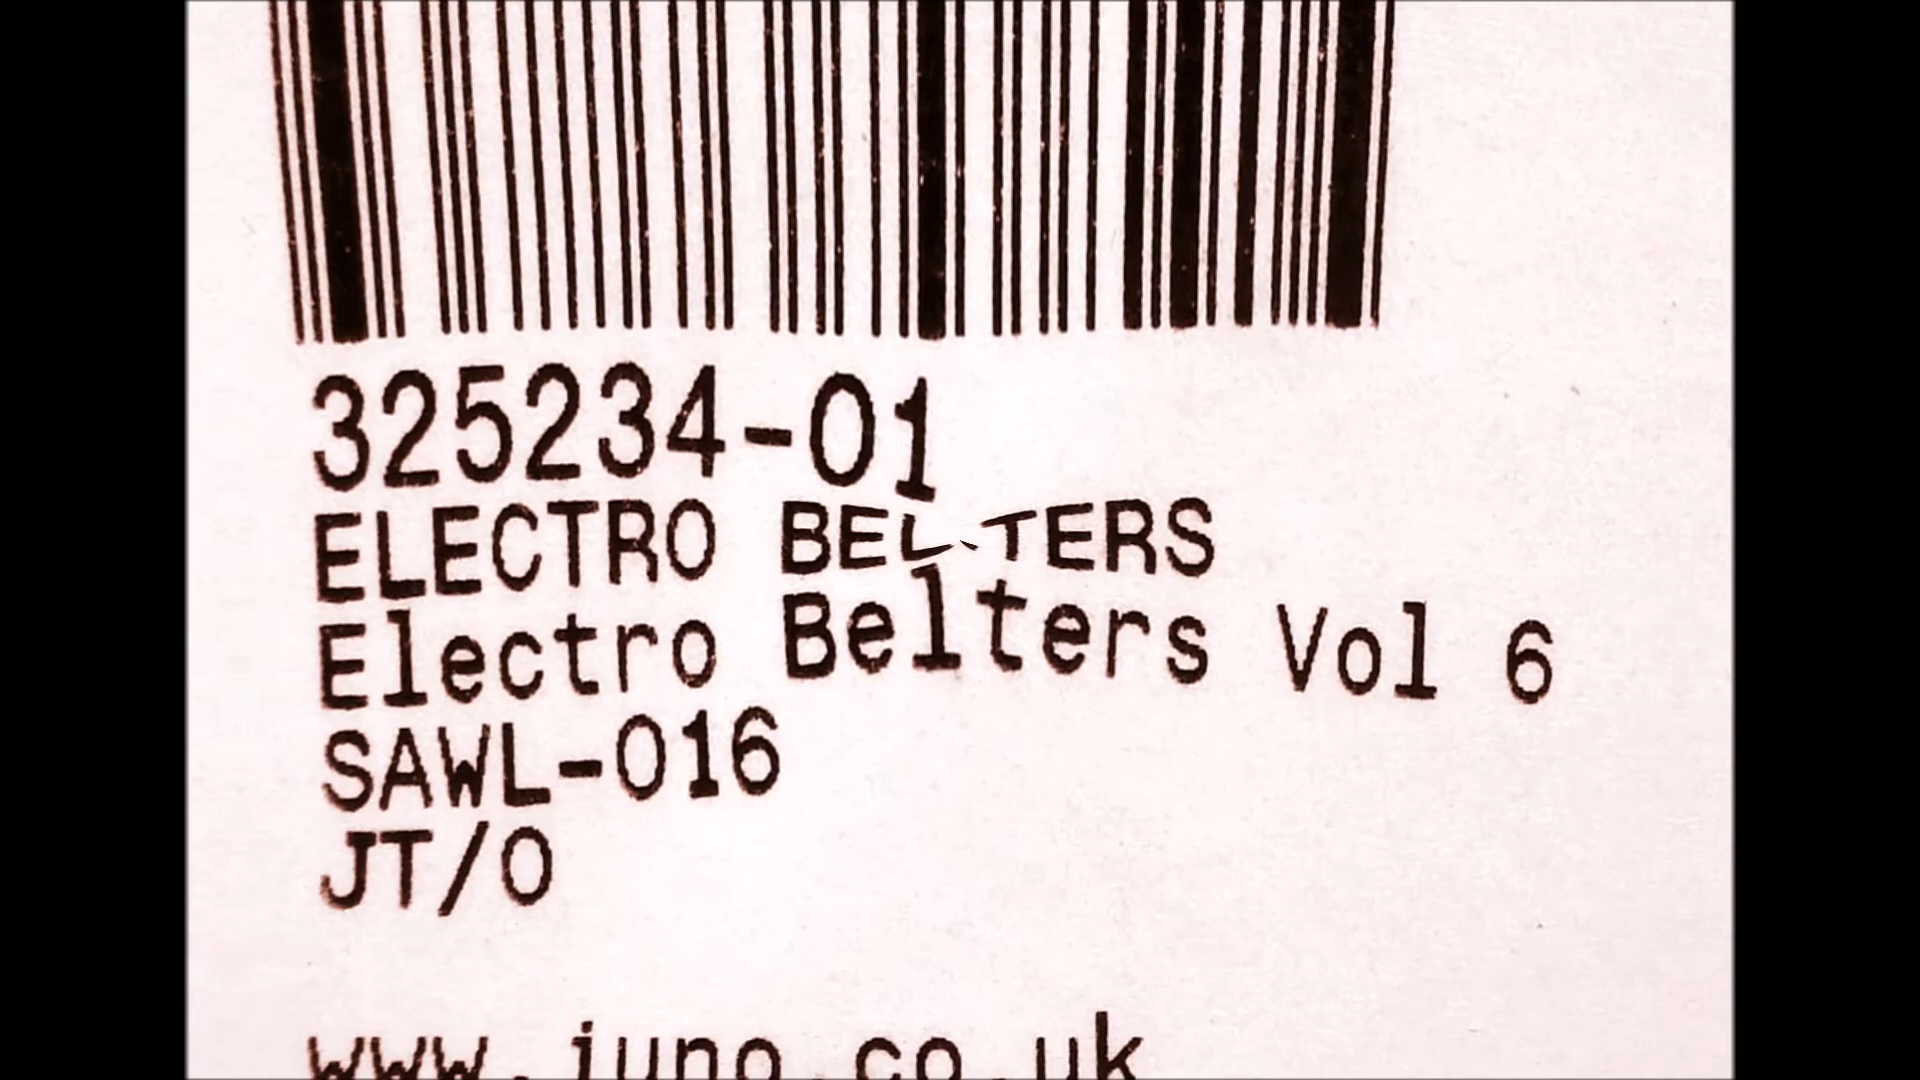 325234-01
ELECTRO BELTERS
Electro Belters Vol 6
SAWL-016
JT/O
www.juno.co.uk